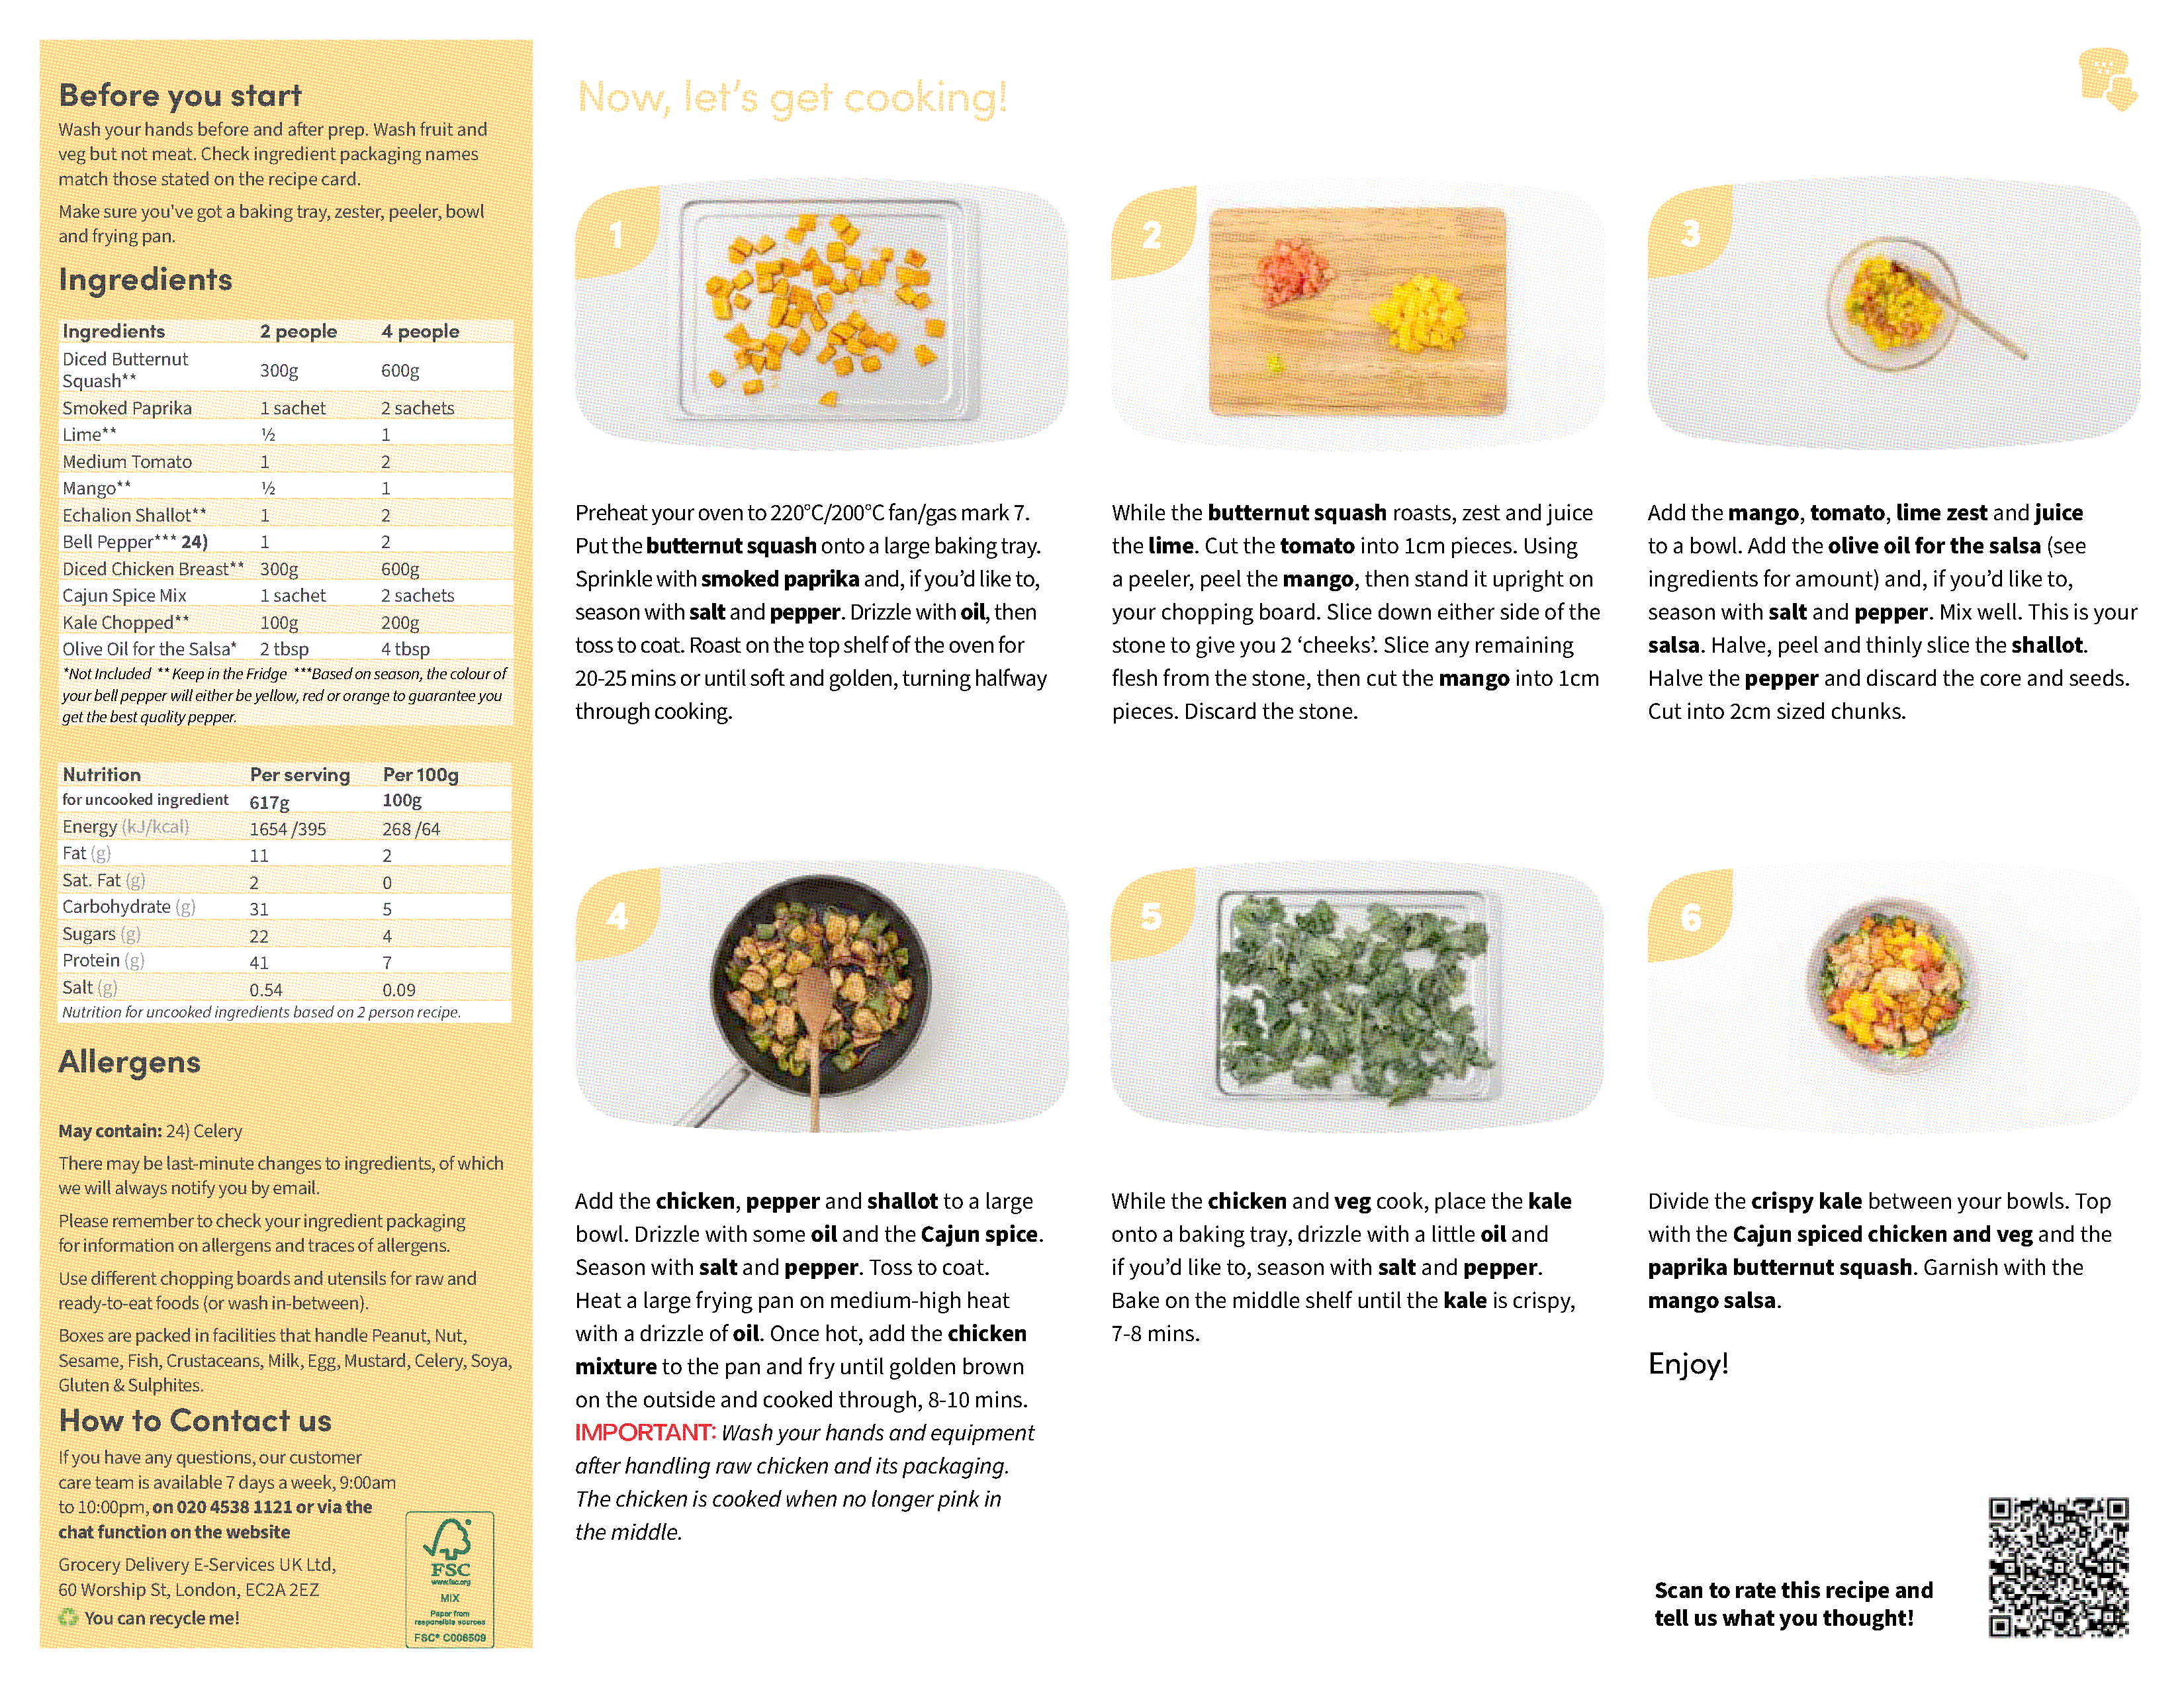 Before you start
Wash your hands before and after prep. Wash fruit and
veg but not meat. Check ingredient packaging names
match those stated on the recipe card.
Make sure you've got a baking tray, zester, peeler, bowl
and frying pan.
Ingredients
Ingredients 2 people 4 people
Diced Butternut
Squash** 300g 600g
Smoked Paprika 1 sachet 2 sachets
Lime** ½ 1
Medium Tomato 1 2
Mango** ½ 1
Echalion Shallot** 1 2
Bell Pepper*** 24) 1 2
Diced Chicken Breast** 300g 600g
Cajun Spice Mix 1 sachet 2 sachets
Kale Chopped** 100g 200g
Olive Oil for the Salsa* 2 tbsp 4 tbsp
*Not Included ** Keep in the Fridge ***Based on season, the colour of
your bell pepper will either be yellow, red or orange to guarantee you
get the best quality pepper.
Nutrition Per serving Per 100g
for uncooked ingredient 617g 100g
Energy (kJ/kcal) 1654 /395 268 /64
Fat (g) 11 2
Sat. Fat (g) 2 0
Carbohydrate (g) 31 5
Sugars (g) 22 4
Protein (g) 41 7
Salt (g) 0.54 0.09
Nutrition for uncooked ingredients based on 2 person recipe.
Allergens
May contain: 24) Celery
There may be last-minute changes to ingredients, of which
we will always notify you by email.
Please remember to check your ingredient packaging
for information on allergens and traces of allergens.
Use different chopping boards and utensils for raw and
ready-to-eat foods (or wash in-between).
Boxes are packed in facilities that handle Peanut, Nut,
Sesame, Fish, Crustaceans, Milk, Egg, Mustard, Celery, Soya,
Gluten & Sulphites.
How to Contact us
If you have any questions, our customer
care team is available 7 days a week, 9:00am
to 10:00pm, on 020 4538 1121 or via the
chat function on the website
Grocery Delivery E-Services UK Ltd,
60 Worship St, London, EC2A 2EZ
You can recycle me!
FSC
www.fsc.org
MIX
Paper from
responsible sources
FSC® C006509
Now, let's get cooking!
1
Preheat your oven to 220°C/200°C fan/gas mark 7.
Put the butternut squash onto a large baking tray.
Sprinkle with smoked paprika and, if you'd like to,
season with salt and pepper. Drizzle with oil, then
toss to coat. Roast on the top shelf of the oven for
20-25 mins or until soft and golden, turning halfway
through cooking.
2
While the butternut squash roasts, zest and juice
the lime. Cut the tomato into 1cm pieces. Using
a peeler, peel the mango, then stand it upright on
your chopping board. Slice down either side of the
stone to give you 2 'cheeks'. Slice any remaining
flesh from the stone, then cut the mango into 1cm
pieces. Discard the stone.
3
Add the mango, tomato, lime zest and juice
to a bowl. Add the olive oil for the salsa (see
ingredients for amount) and, if you'd like to,
season with salt and pepper. Mix well. This is your
salsa. Halve, peel and thinly slice the shallot.
Halve the pepper and discard the core and seeds.
Cut into 2cm sized chunks.
4
Add the chicken, pepper and shallot to a large
bowl. Drizzle with some oil and the Cajun spice.
Season with salt and pepper. Toss to coat.
Heat a large frying pan on medium-high heat
with a drizzle of oil. Once hot, add the chicken
mixture to the pan and fry until golden brown
on the outside and cooked through, 8-10 mins.
IMPORTANT: Wash your hands and equipment
after handling raw chicken and its packaging.
The chicken is cooked when no longer pink in
the middle.
5
While the chicken and veg cook, place the kale
onto a baking tray, drizzle with a little oil and
if you'd like to, season with salt and pepper.
Bake on the middle shelf until the kale is crispy,
7-8 mins.
6
Divide the crispy kale between your bowls. Top
with the Cajun spiced chicken and veg and the
paprika butternut squash. Garnish with the
mango salsa.
Enjoy!
Scan to rate this recipe and
tell us what you thought!